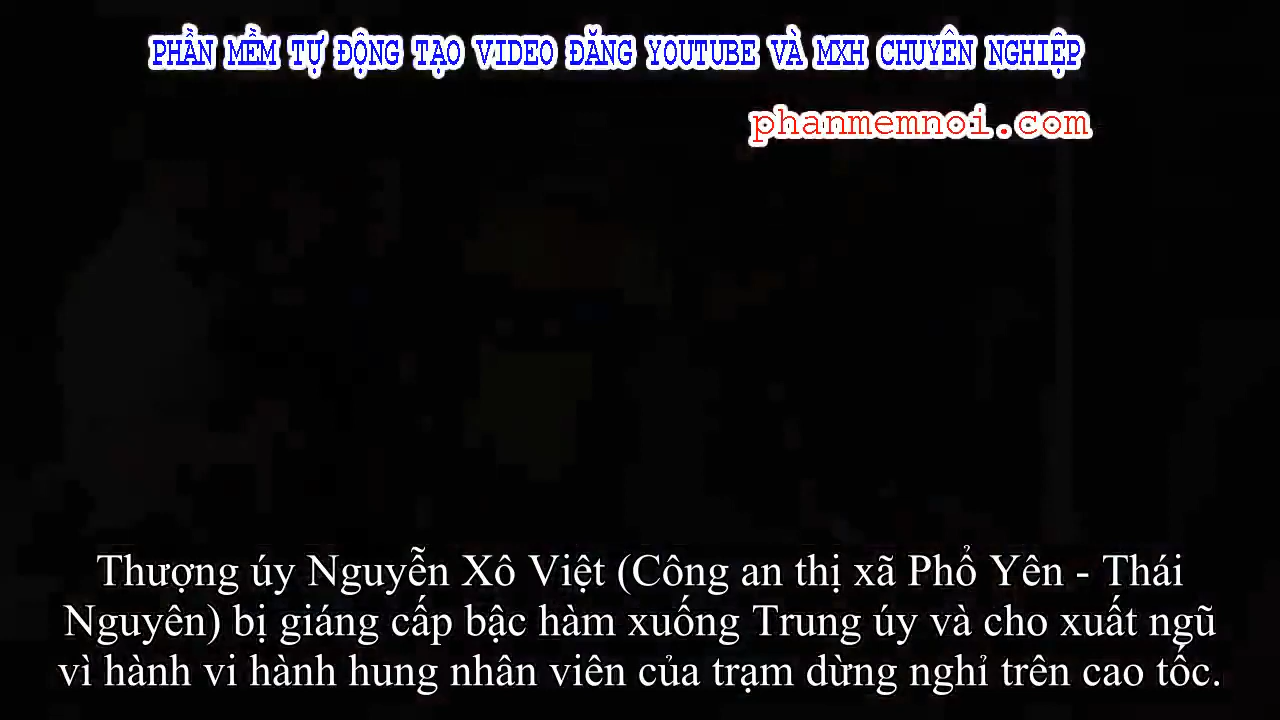 PHẦN MỀM TỰ ĐỘNG TẠO VIDEO ĐĂNG YOUTUBE VÀ MXH CHUYÊN NGHIỆP
phanmemnoi.com
Thượng úy Nguyễn Xô Việt (Công an thị xã Phổ Yên - Thái
Nguyên) bị giáng cấp bậc hàm xuống Trung úy và cho xuất ngũ
vì hành vi hành hung nhân viên của trạm dừng nghỉ trên cao tốc.